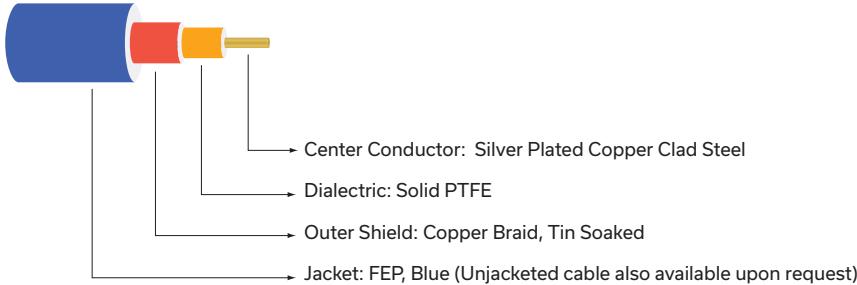 Center Conductor: Silver Plated Copper Clad Steel
Dialectric: Solid PTFE
Outer Shield: Copper Braid, Tin Soaked
Jacket: FEP, Blue (Unjacketed cable also available upon request)